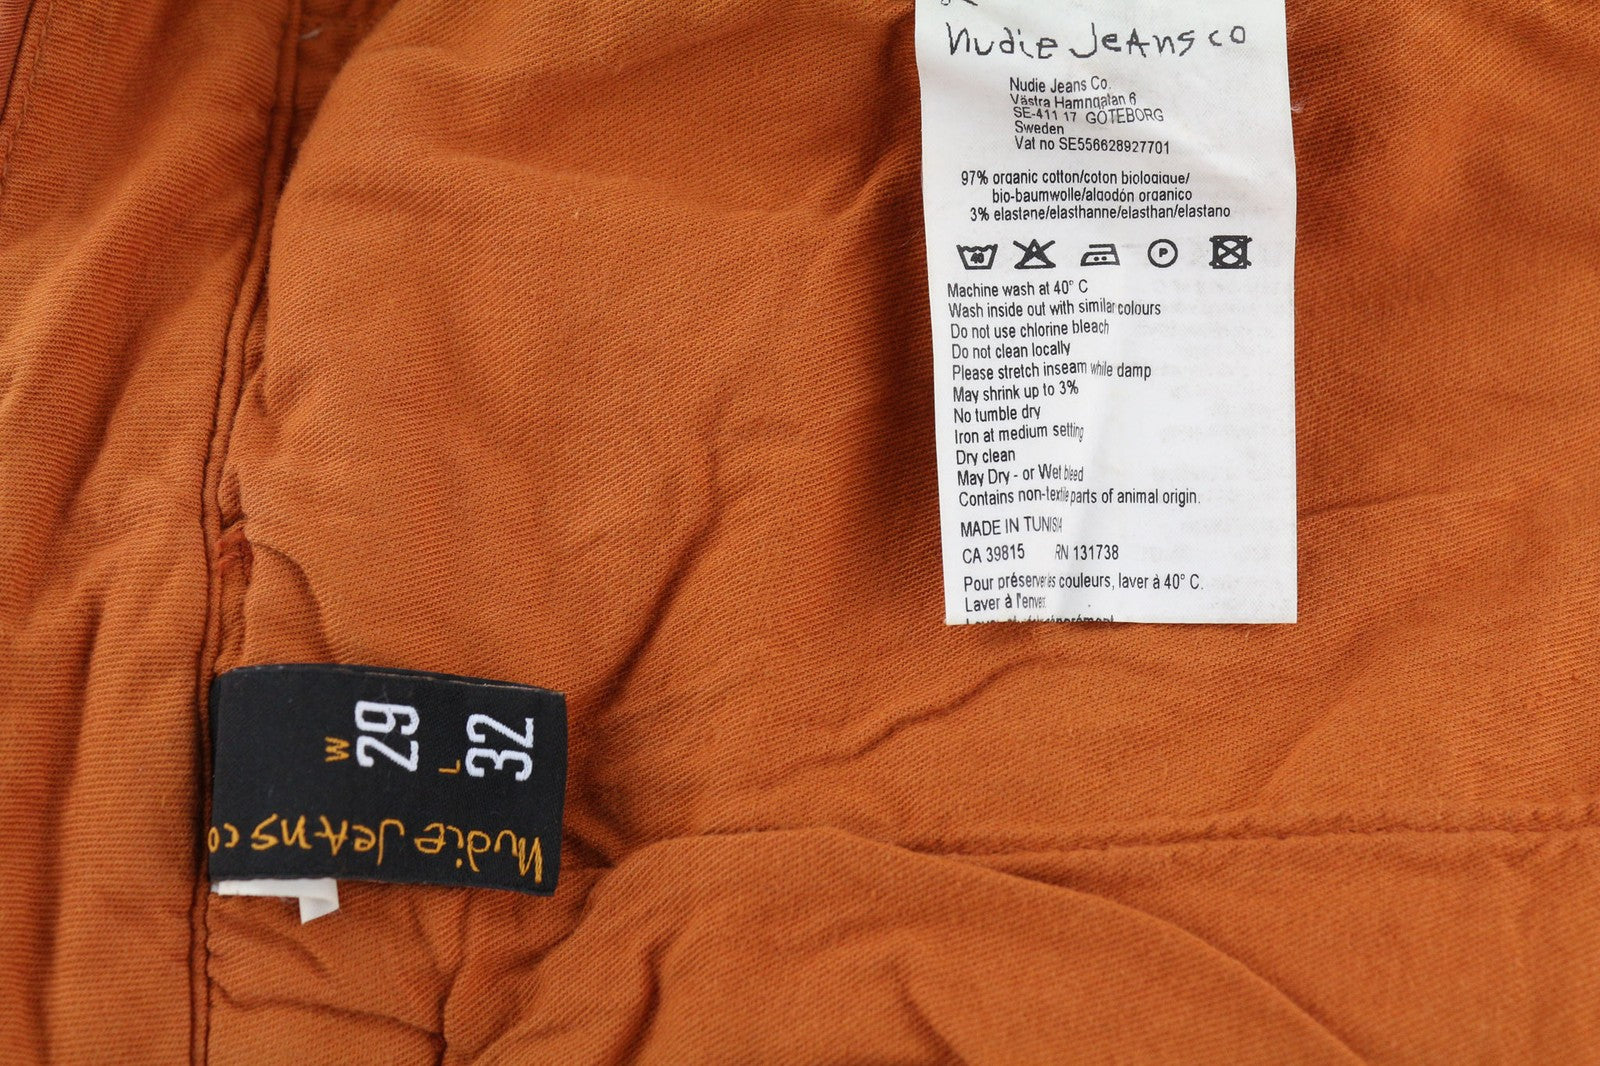 Nudie Jeans co
Nudie Jeans Co.
Västra Hamngatan 6
SE-411 17 GÖTEBORG
Sweden
Vat no SE556628927701
97% organic cotton/coton biologique/
bio-baumwolle/algodón organico
3% elastane/elasthanne/elasthan/elastano
40
P
Machine wash at 40° C
Wash inside out with similar colours
Do not use chlorine bleach
Do not clean locally
Please stretch inseam while damp
May shrink up to 3%
No tumble dry
Iron at medium setting
Dry clean
May Dry - or Wet bleed
Contains non-textile parts of animal origin.
MADE IN TUNISIA
CA 39815 RN 131738
Pour préserver les couleurs, laver à 40° C.
Laver à l'envers
W 29
L 32
Nudie Jeans co